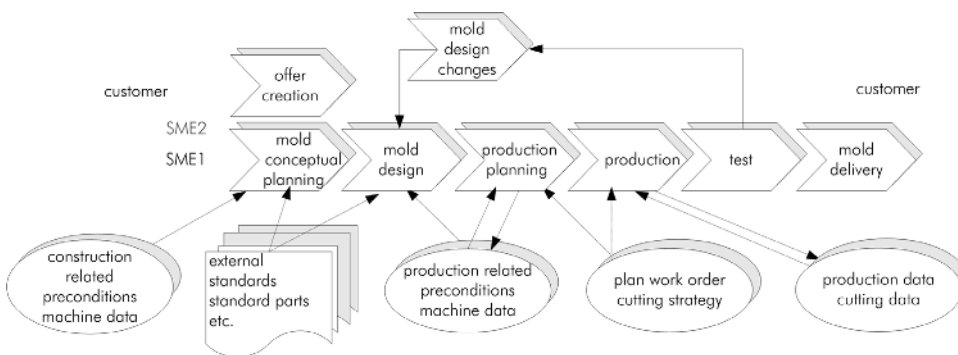 mold
design
changes
offer
creation
customer
customer
SME2
SME1
mold
conceptual
planning
mold
design
production
planning
production
test
mold
delivery
construction
related
preconditions
machine data
external
standards
standard parts
etc.
production related
preconditions
machine data
plan work order
cutting strategy
production data
cutting data